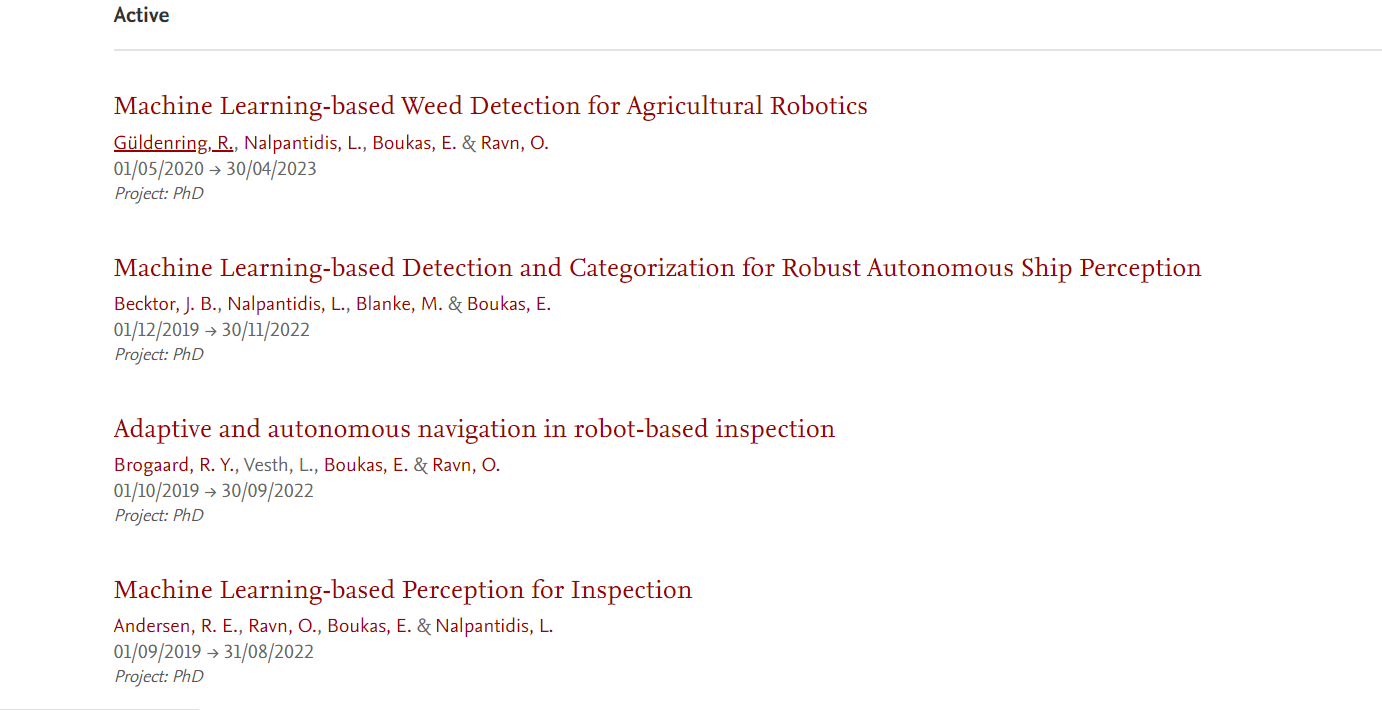 Active
Machine Learning-based Weed Detection for Agricultural Robotics
Güldenring, R., Nalpantidis, L., Boukas, E. & Ravn, O.
01/05/2020 → 30/04/2023
Project: PhD
Machine Learning-based Detection and Categorization for Robust Autonomous Ship Perception
Becktor, J. B., Nalpantidis, L., Blanke, M. & Boukas, E.
01/12/2019 → 30/11/2022
Project: PhD
Adaptive and autonomous navigation in robot-based inspection
Brogaard, R. Y., Vesth, L., Boukas, E. & Ravn, O.
01/10/2019 → 30/09/2022
Project: PhD
Machine Learning-based Perception for Inspection
Andersen, R. E., Ravn, O., Boukas, E. & Nalpantidis, L.
01/09/2019 → 31/08/2022
Project: PhD